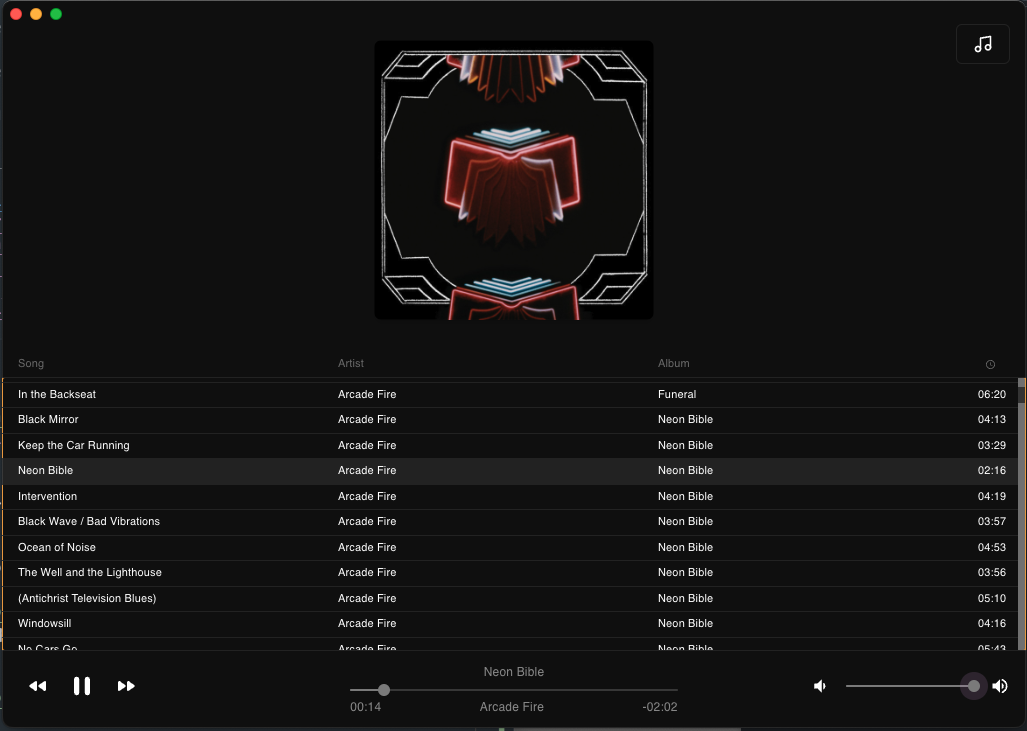 Song Artist Album
In the Backseat Arcade Fire Funeral 06:20
Black Mirror Arcade Fire Neon Bible 04:13
Keep the Car Running Arcade Fire Neon Bible 03:29
Neon Bible Arcade Fire Neon Bible 02:16
Intervention Arcade Fire Neon Bible 04:19
Black Wave / Bad Vibrations Arcade Fire Neon Bible 03:57
Ocean of Noise Arcade Fire Neon Bible 04:53
The Well and the Lighthouse Arcade Fire Neon Bible 03:56
(Antichrist Television Blues) Arcade Fire Neon Bible 05:10
Windowsill Arcade Fire Neon Bible 04:16
No Cars Go Arcade Fire Neon Bible 05:43
Neon Bible
00:14 Arcade Fire -02:02